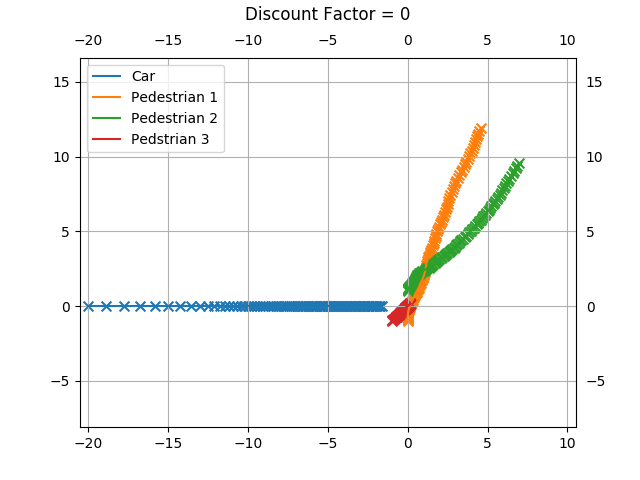 Discount Factor = 0
−20 −15 −10 −5 0 5 10
Car
Pedestrian 1
Pedestrian 2
Pedstrian 3
15 15
10 10
5 5
0 0
−5 −5
−20 −15 −10 −5 0 5 10